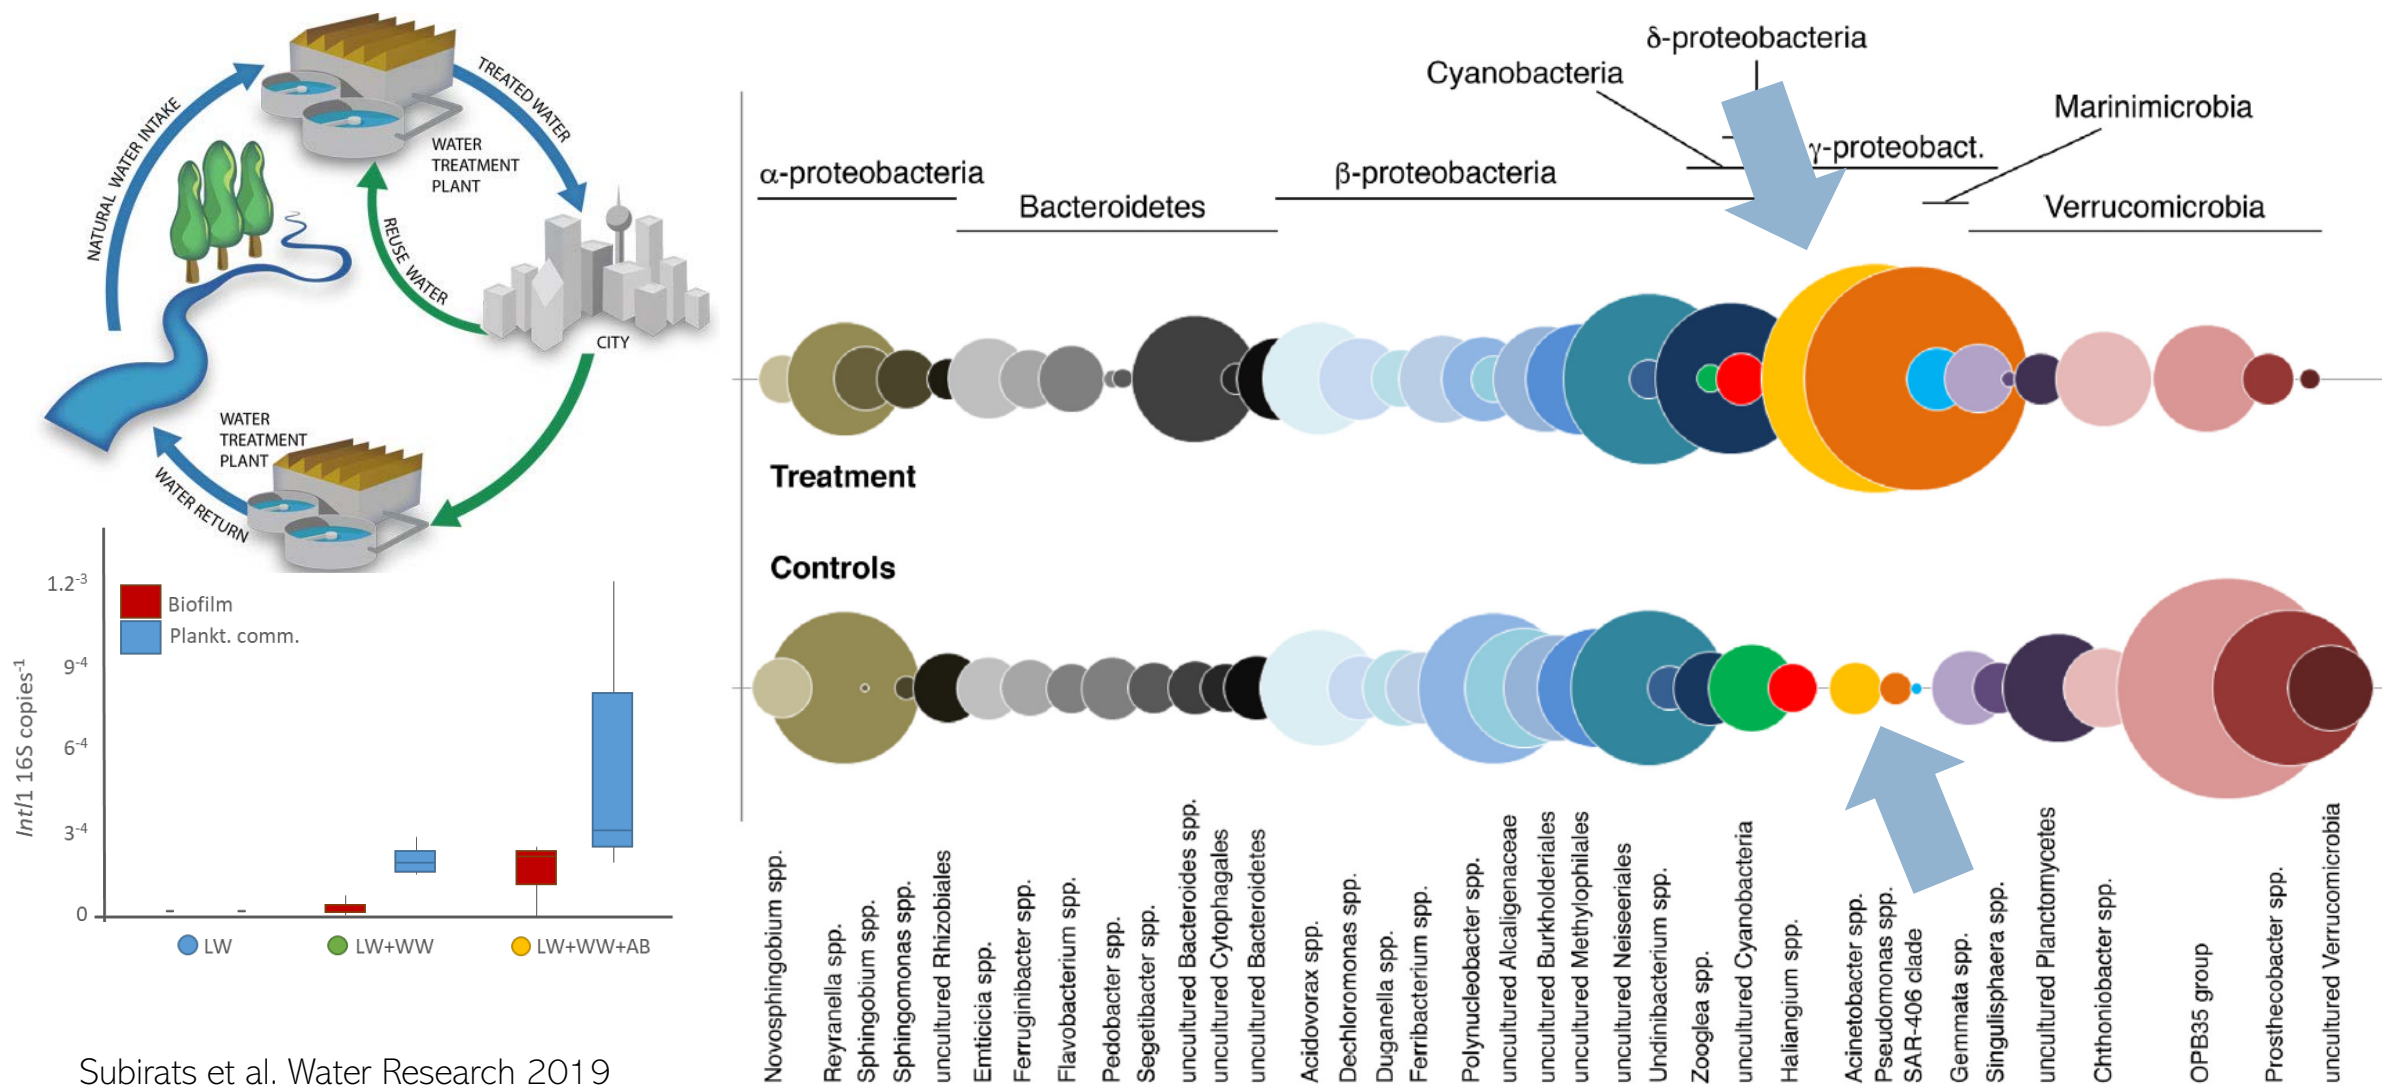 NATURAL WATER INTAKE
TREATED WATER
WATER
TREATMENT
PLANT
REUSE WATER
CITY
WATER
TREATMENT
PLANT
WATER RETURN
1.2-3
9-4
6-4
3-4
0
IntI1 16S copies-1
Biofilm
Plankt. comm.
LW
LW+WW
LW+WW+AB
Subirats et al. Water Research 2019
δ-proteobacteria
Cyanobacteria
Marinimicrobia
γ-proteobact.
α-proteobacteria
β-proteobacteria
Bacteroidetes
Verrucomicrobia
Treatment
Controls
Novosphingobium spp.
Reyranella spp.
Sphingobium spp.
Sphingomonas spp.
uncultured Rhizobiales
Emticicia spp.
Ferruginibacter spp.
Flavobacterium spp.
Pedobacter spp.
Segetibacter spp.
uncultured Bacteroides spp.
uncultured Cytophagales
uncultured Bacteroidetes
Acidovorax spp.
Dechloromonas spp.
Duganella spp.
Ferribacterium spp.
Polynucleobacter spp.
uncultured Alcaligenaceae
uncultured Burkholderiales
uncultured Methylophilales
uncultured Neiseeriales
Undinibacterium spp.
Zooglea spp.
uncultured Cyanobacteria
Haliangium spp.
Acinetobacter spp.
Pseudomonas spp.
SAR-406 clade
Gemmata spp.
Singulisphaera spp.
uncultured Planctomycetes
Chthoniobacter spp.
OPB35 group
Prosthecobacter spp.
uncultured Verrucomicrobia